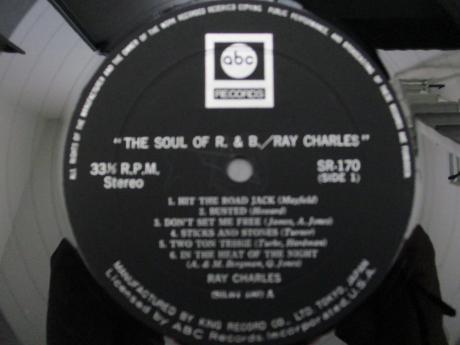 abc
RECORDS
"THE SOUL OF R. & B./RAY CHARLES"
33⅓ R.P.M.
Stereo
SR-170
(SIDE 1)
1. HIT THE ROAD JACK (Mayfield)
2. BUSTED (Howard)
3. DON'T SET ME FREE (James, A. Jones)
4. STICKS AND STONES (Turner)
5. TWO TON TREE (Turke, Hardman)
6. IN THE HEAT OF THE NIGHT
(A. & M. Bergman, Q. Jones)
RAY CHARLES
MANUFACTURED BY KING RECORD CO., LTD. TOKYO, JAPAN
Licensed by ABC Records Incorporated, U.S.A.